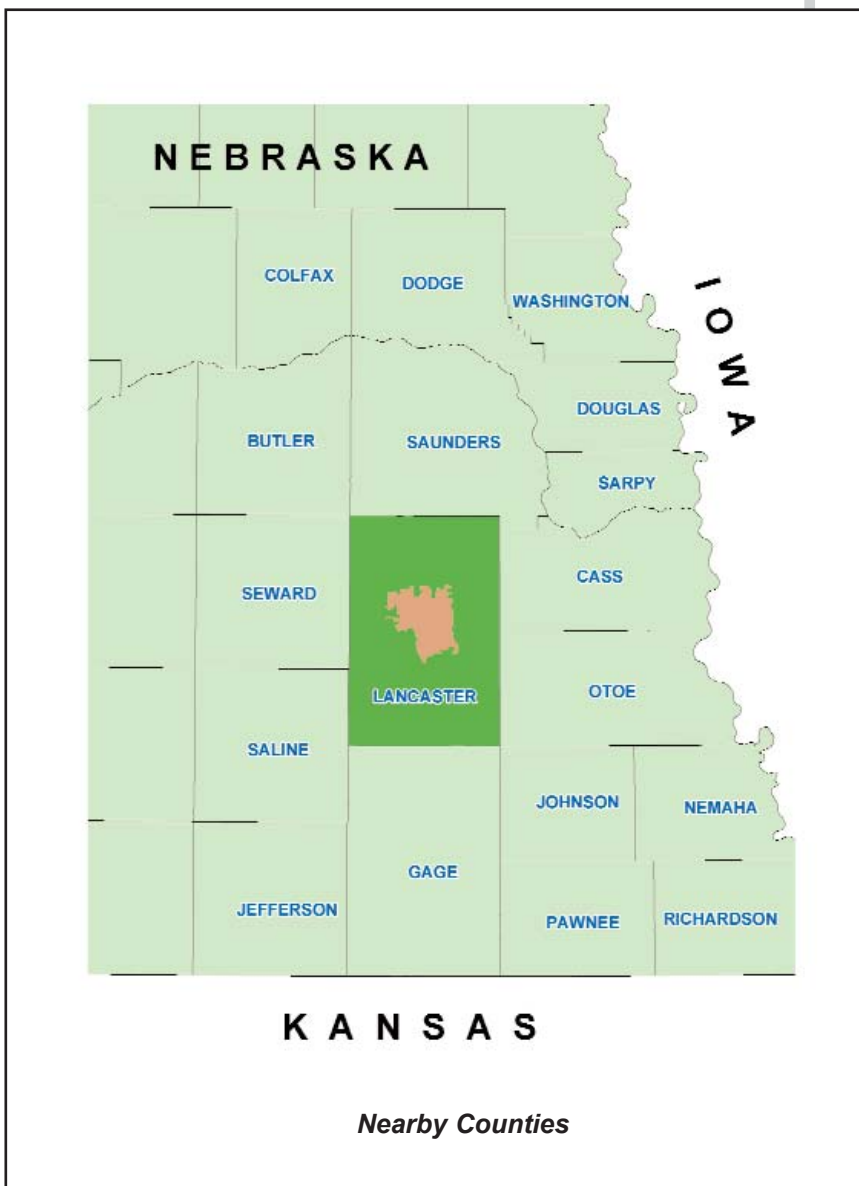 NEBRASKA
COLFAX
DODGE
WASHINGTON
IOWA
DOUGLAS
BUTLER
SAUNDERS
SARPY
CASS
SEWARD
LANCASTER
OTOE
SALINE
JOHNSON
NEMAHA
GAGE
JEFFERSON
PAWNEE
RICHARDSON
KANSAS
Nearby Counties